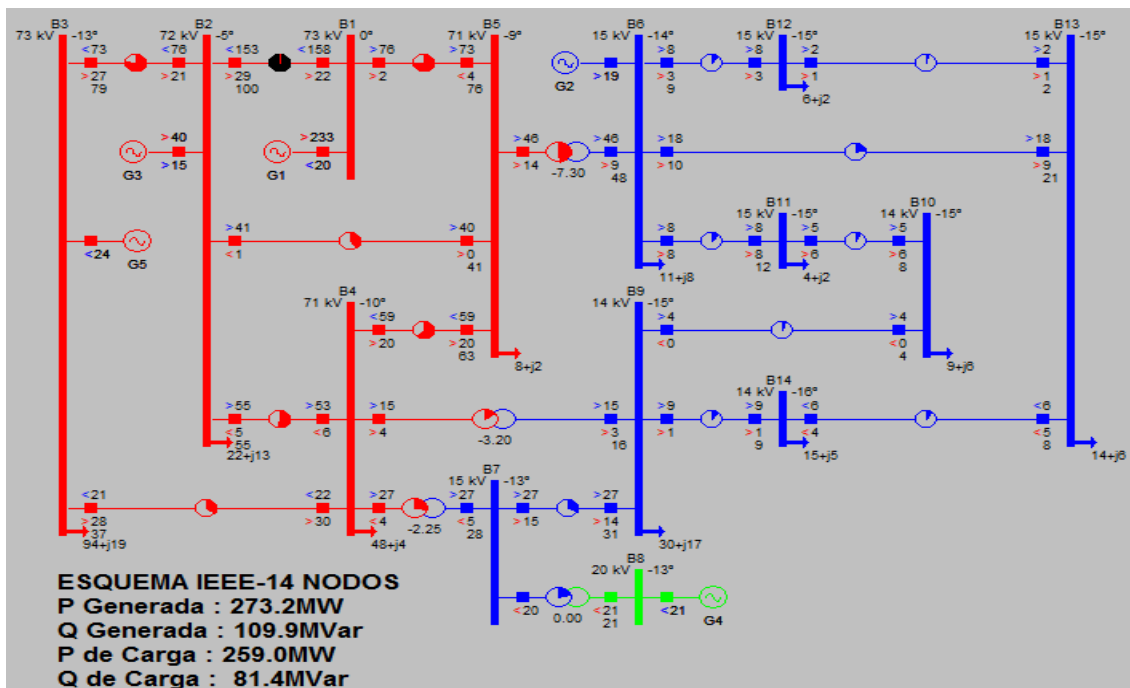 B3 B2 B1 B5 B6 B12 B13
73 kV -13° 72 kV -5° 73 kV 0° 71 kV -9° 15 kV -14° 15 kV -15° 15 kV -15°
<73 <76 <153 <158 >76 >73 >8 >8 >2 >2
G2 >19
>27 >21 >29 >22 >2 <4 >3 >3 >1 >1
79 100 76 9 2
6+j2
>40 >233 >46 >46 >18 >18
>15 <20 >14 >9 >10 >9
G3 G1 -7.30 48 21
B11 B10
15 kV -15° 14 kV -15°
>41 >40 >8 >8 >5 >5
<24 <1 >0 >8 >8 >6 >6
G5 41 12 8
11+j8 4+j2
B4 B9
71 kV -10° 14 kV -15°
<59 <59 >4 >4
>20 >20 <0 <0
63 4
8+j2 9+j6
B14
14 kV -16°
>55 >53 >15 >15 >9 >9 <6 <6
<5 <6 >4 >3 >1 >1 <4 <5
55 -3.20 16 9 8
22+j13 15+j5 14+j6
B7
15 kV -13°
<21 <22 >27 >27 >27 >27
>28 >30 <4 <5 >15 >14
37 -2.25 28 31
94+j19 48+j4 30+j17
B8
20 kV -13°
<20 <21 <21
0.00 21 G4
ESQUEMA IEEE-14 NODOS
P Generada : 273.2MW
Q Generada : 109.9MVar
P de Carga : 259.0MW
Q de Carga : 81.4MVar